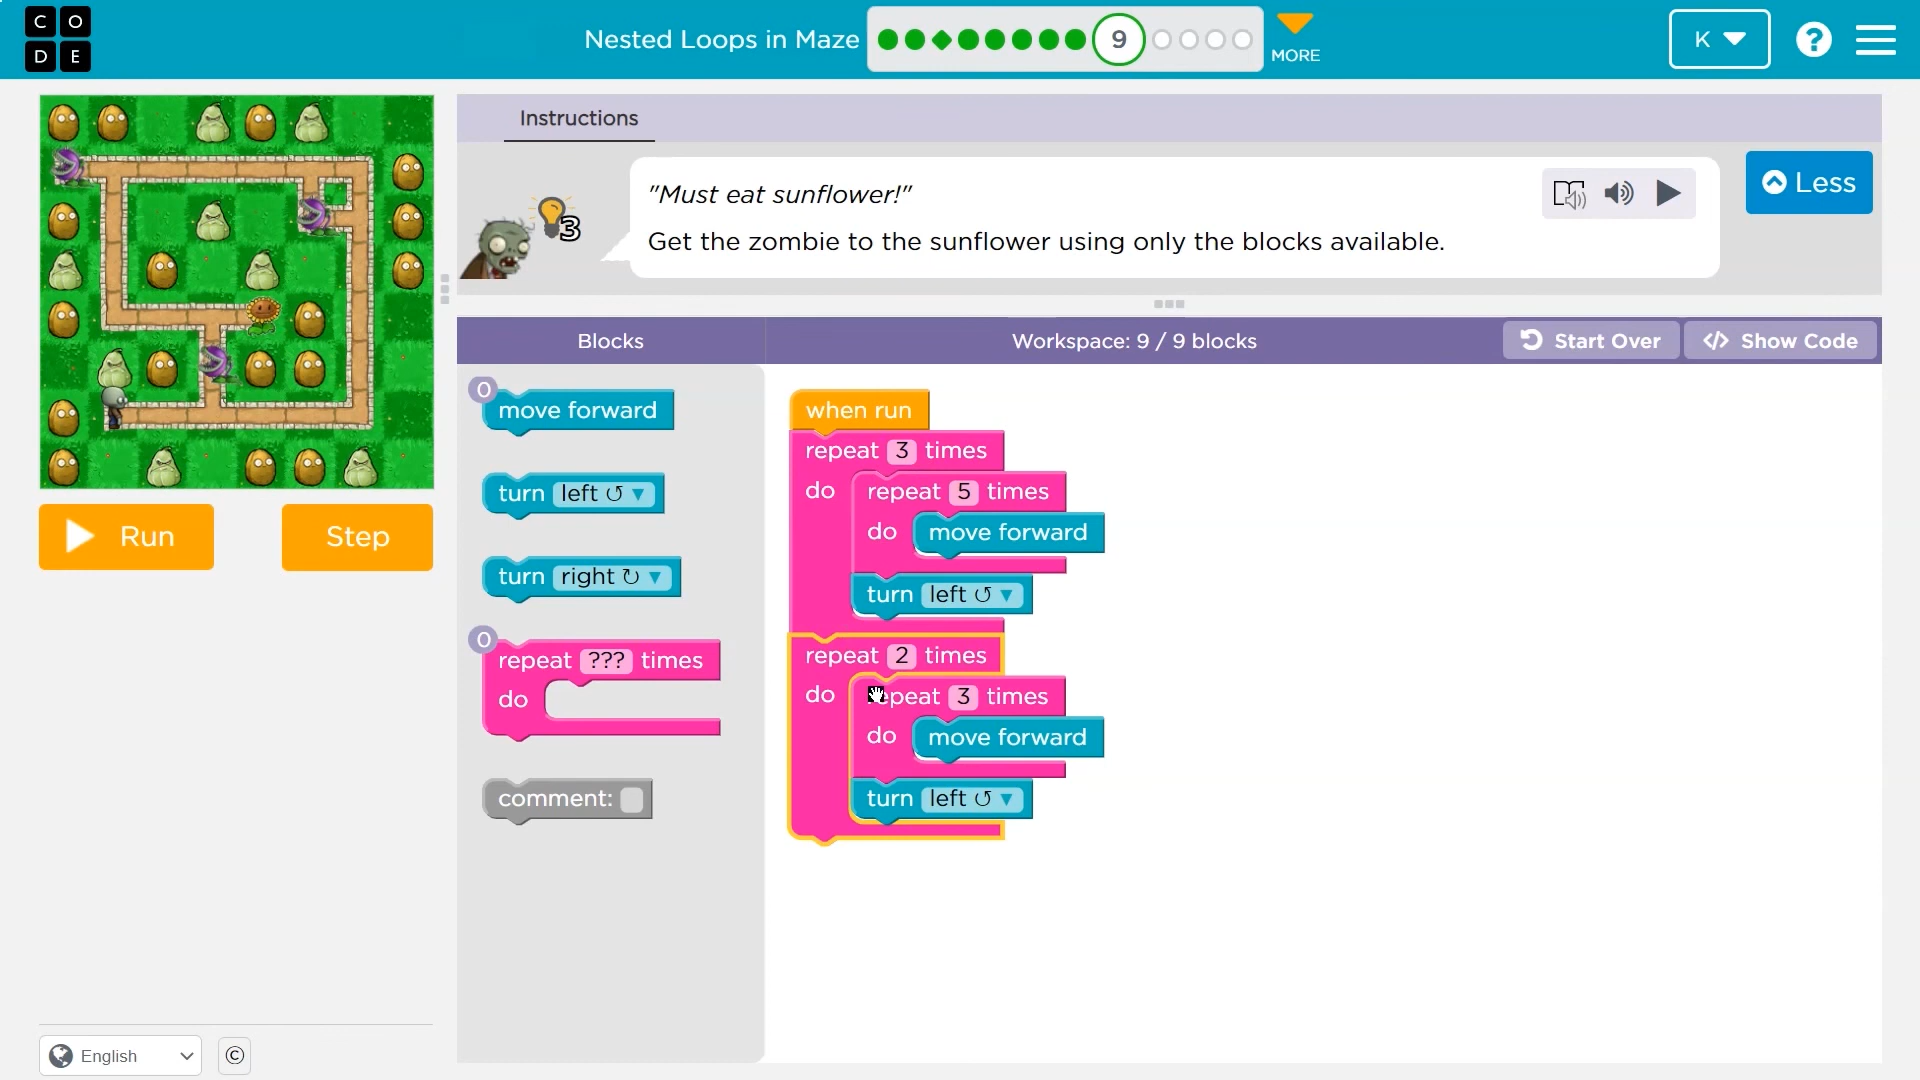 C O
D E
Nested Loops in Maze
9
MORE
K
?
Instructions
3
"Must eat sunflower!"
Get the zombie to the sunflower using only the blocks available.
Less
Blocks
Workspace: 9 / 9 blocks
Start Over
</> Show Code
0
move forward
turn left ↺ ▼
turn right ↻ ▼
0
repeat ??? times
do
comment:
when run
repeat 3 times
do
repeat 5 times
do
move forward
turn left ↺ ▼
repeat 2 times
do
repeat 3 times
do
move forward
turn left ↺ ▼
Run
Step
English
©